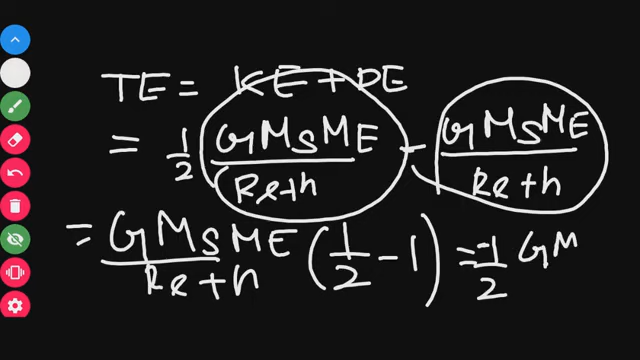 TE = KE + PE
= 1/2 GMsME/Re+h - GMsME/Re+h
= GMsME/Re+h (1/2 - 1) = -1/2 GM